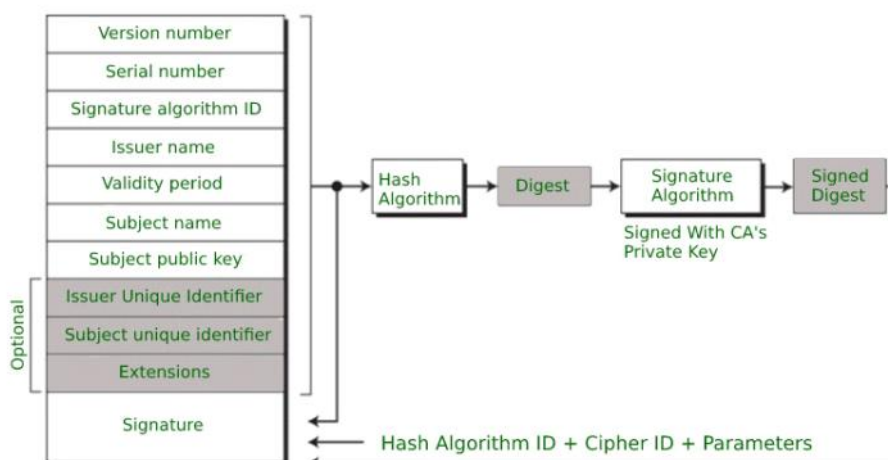 Version number
Serial number
Signature algorithm ID
Issuer name
Validity period
Subject name
Subject public key
Optional
Issuer Unique Identifier
Subject unique identifier
Extensions
Signature
Hash
Algorithm
Digest
Signature
Algorithm
Signed With CA's
Private Key
Signed
Digest
Hash Algorithm ID + Cipher ID + Parameters